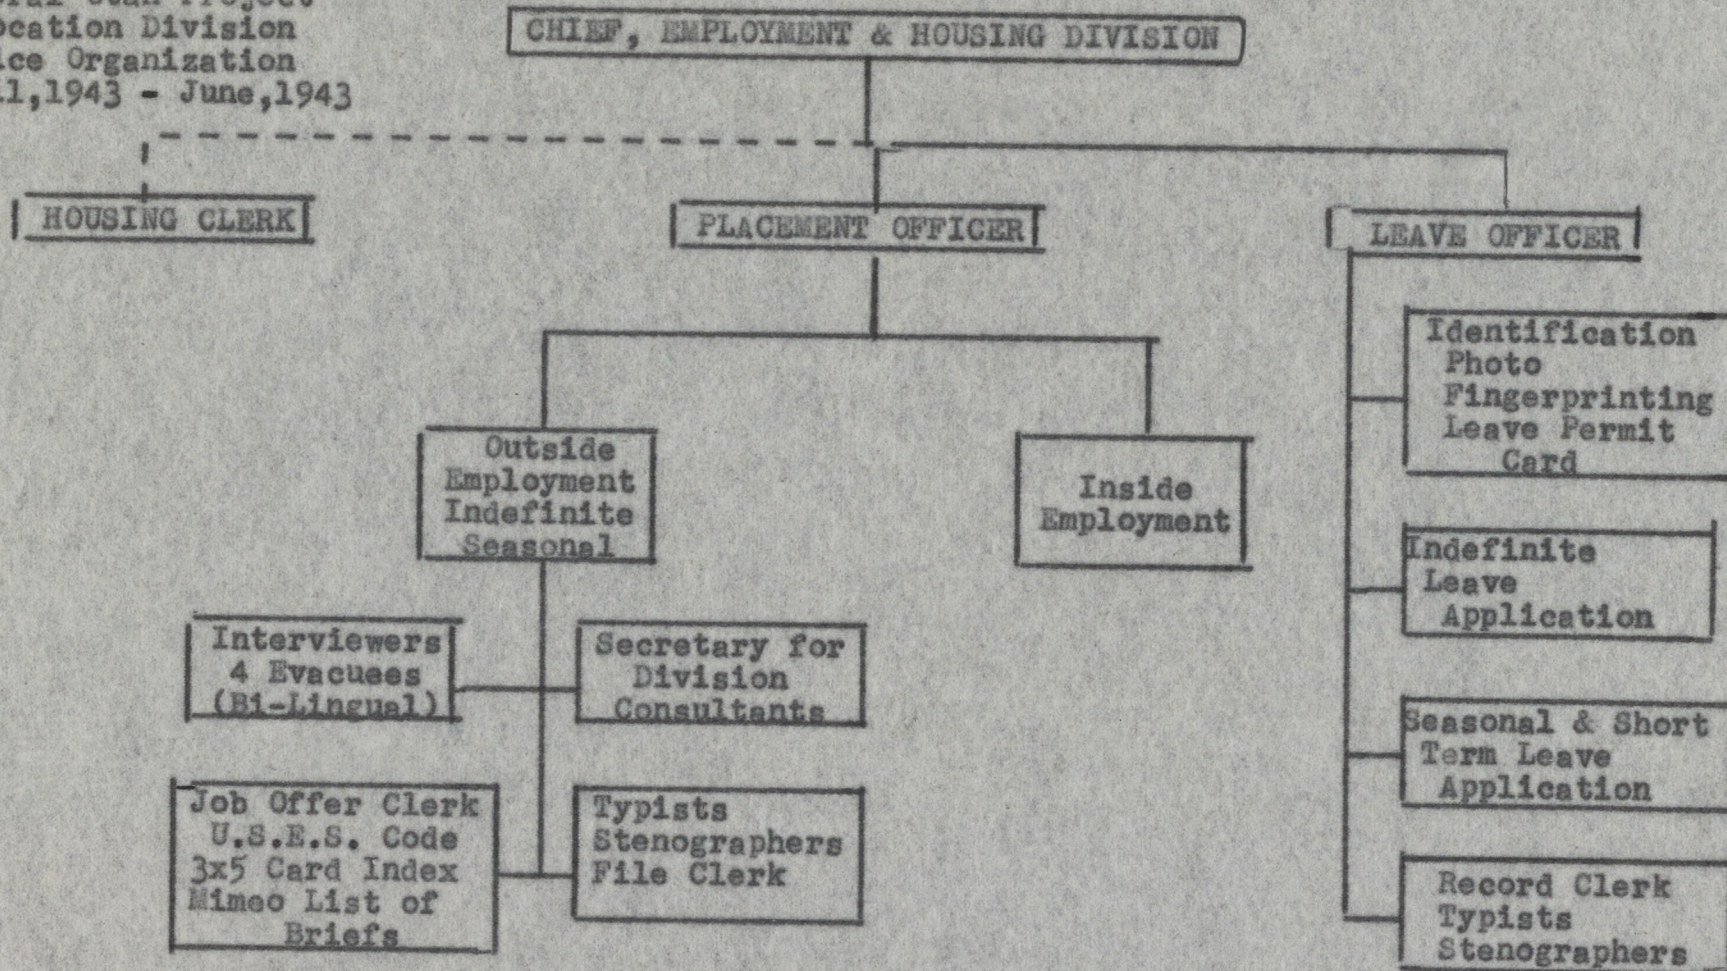 Project
Division
Organization
1943 - June,1943
CHIEF, EMPLOYMENT & HOUSING DIVISION
HOUSING CLERK
PLACEMENT OFFICER
LEAVE OFFICER
Identification
Photo
Fingerprinting
Leave Permit
Card
Outside
Employment
Indefinite
Seasonal
Inside
Employment
Indefinite
Leave
Application
Interviewers
4 Evacuees
(Bi-Lingual)
Secretary for
Division
Consultants
Seasonal & Short
Term Leave
Application
Job Offer Clerk
U.S.E.S. Code
3x5 Card Index
Mimeo List of
Briefs
Typists
Stenographers
File Clerk
Record Clerk
Typists
Stenographers